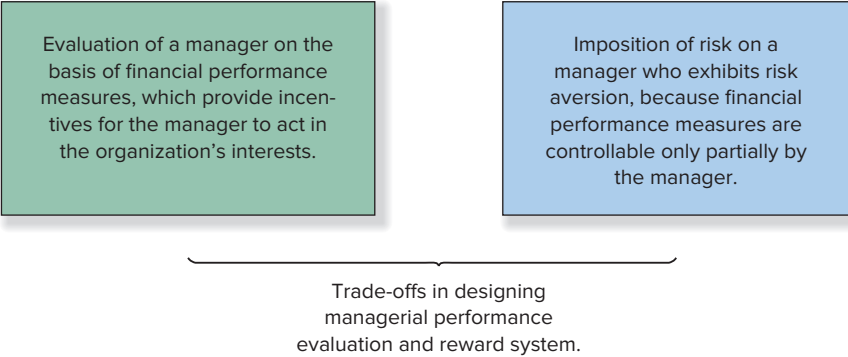 Evaluation of a manager on the
basis of financial performance
measures, which provide incen-
tives for the manager to act in
the organization's interests.
Imposition of risk on a
manager who exhibits risk
aversion, because financial
performance measures are
controllable only partially by
the manager.
Trade-offs in designing
managerial performance
evaluation and reward system.